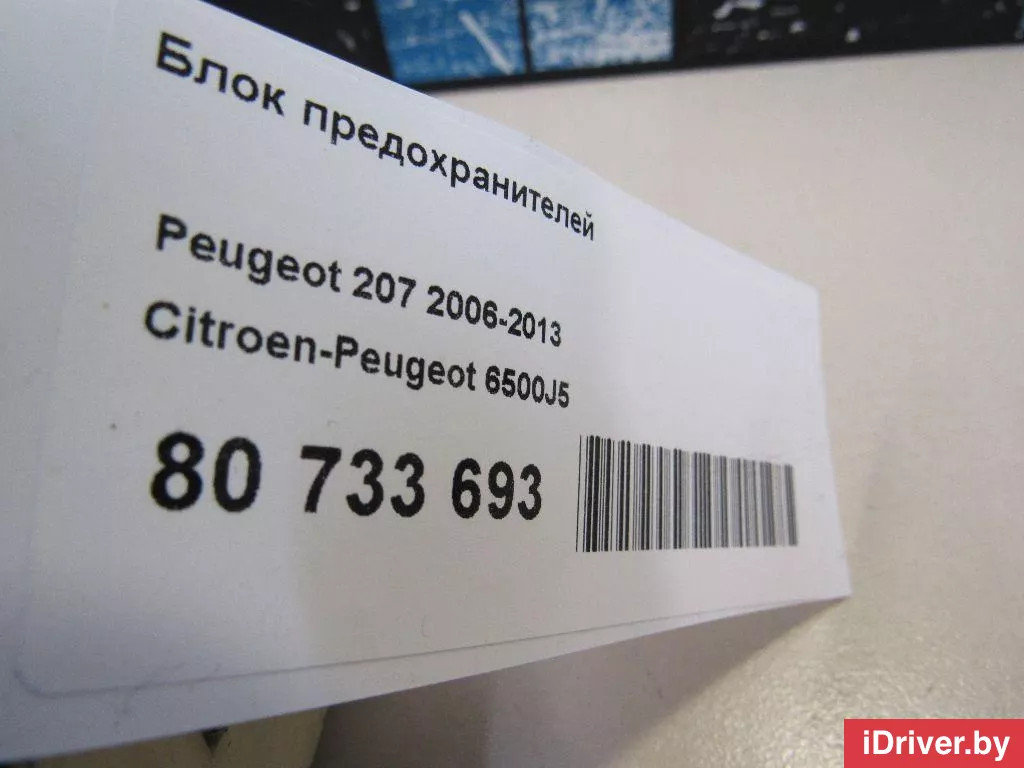 Блок предохранителей
Peugeot 207 2006-2013
Citroen-Peugeot 6500J5
80 733 693
iDriver.by